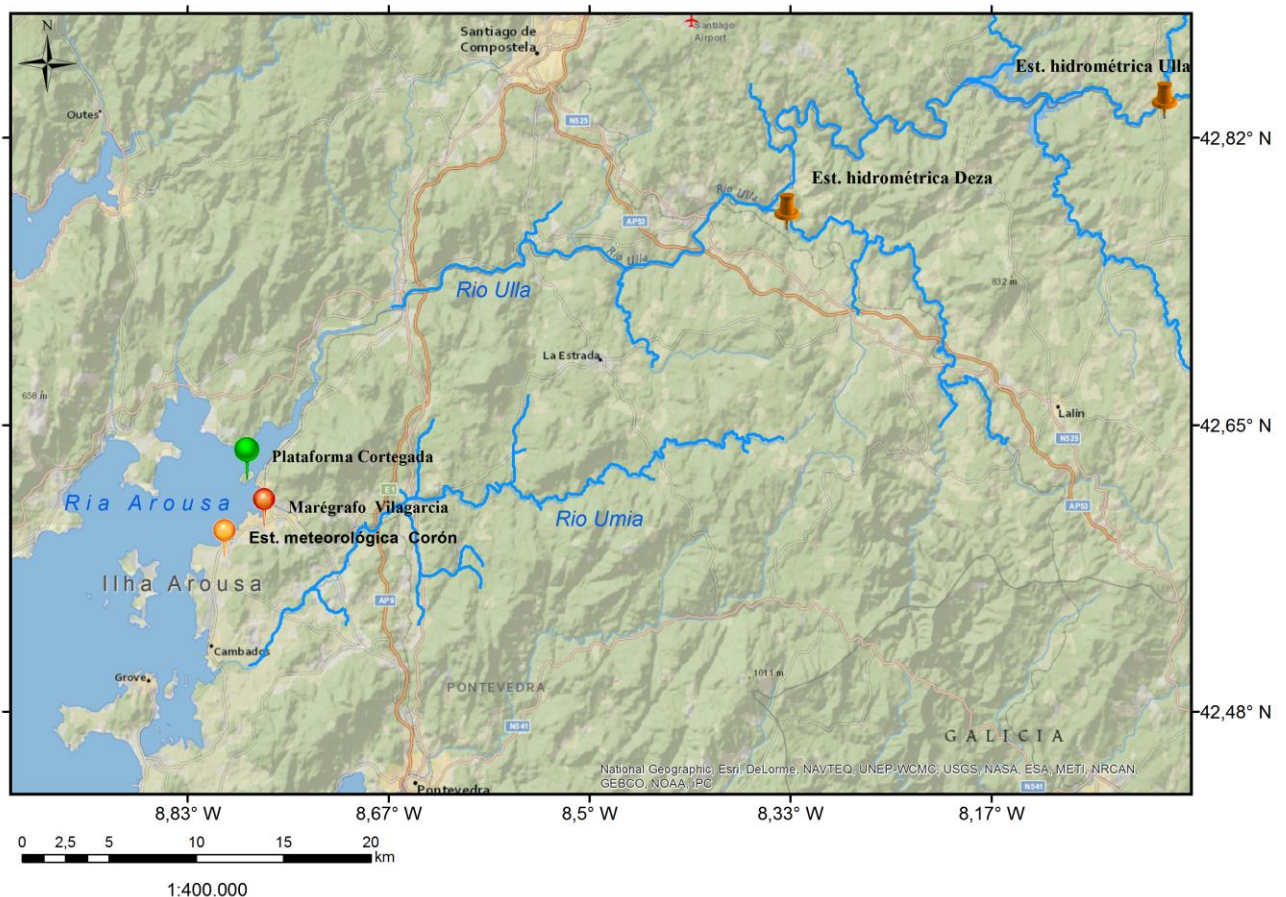 N
Santiago de
Compostela
Santiago
Airport
Est. hidrométrica Ulla
Outes
N525
42,82° N
Est. hidrométrica Deza
Rio Ulla
AP53
Rio Ulla
Rio Ulla
832 m
La Estrada
658 m
Lalín
42,65° N
N525
Plataforma Cortegada
E1
Ria Arousa
Marégrafo Vilagarcia
AP53
Rio Umia
Est. meteorológica Corón
Ilha Arousa
AP9
Cambados
Grove
1011 m
PONTEVEDRA
42,48° N
N541
GALICIA
National Geographic, Esri, DeLorme, NAVTEQ, UNEP-WCMC, USGS, NASA, ESA, METI, NRCAN,
GEBCO, NOAA, iPC
Pontevedra
N541
8,83° W
8,67° W
8,5° W
8,33° W
8,17° W
0 2,5 5 10 15 20
km
1:400.000